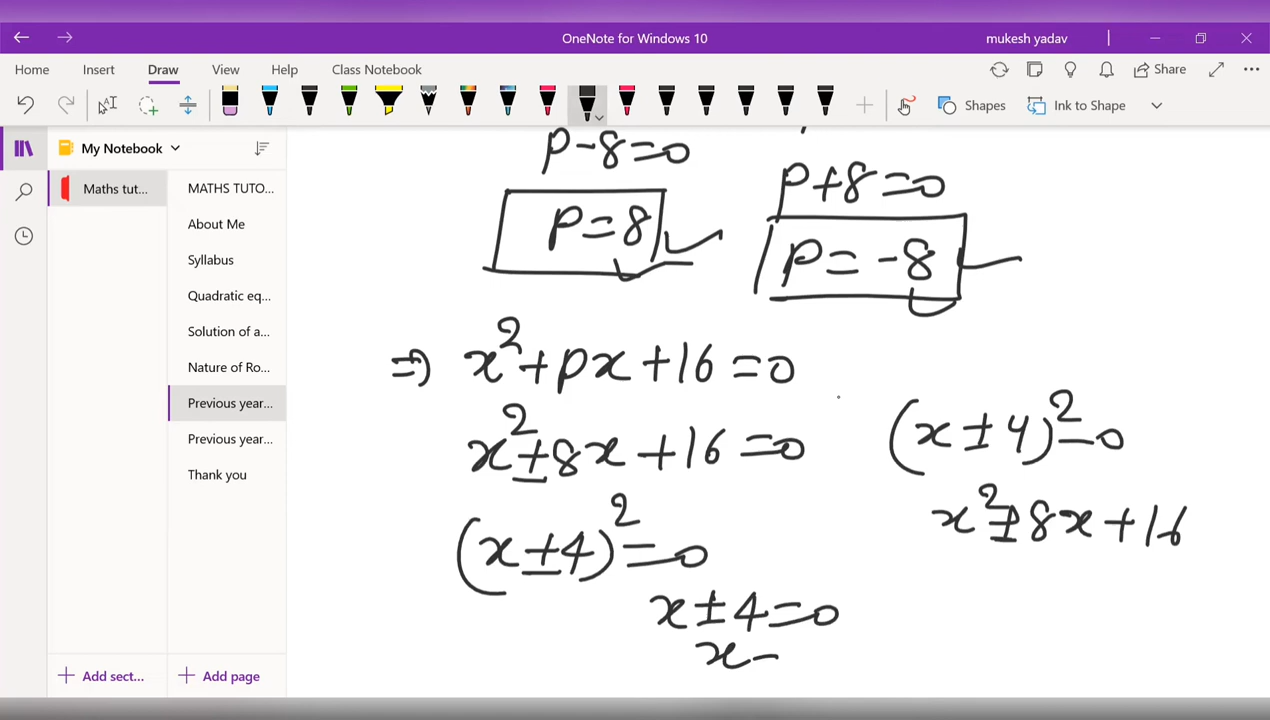 OneNote for Windows 10
mukesh yadav
Home Insert Draw View Help Class Notebook
Share
Shapes
Ink to Shape
My Notebook
Maths tut...
MATHS TUTO...
About Me
Syllabus
Quadratic eq...
Solution of a...
Nature of Ro...
Previous year...
Previous year...
Thank you
Add sect...
Add page
p-8=0
p+8=0
p=8
p=-8
⇒ x²+px+16=0
x²±8x+16=0
(x±4)²=0
(x±4)²=0
x²±8x+16
x±4=0
x=